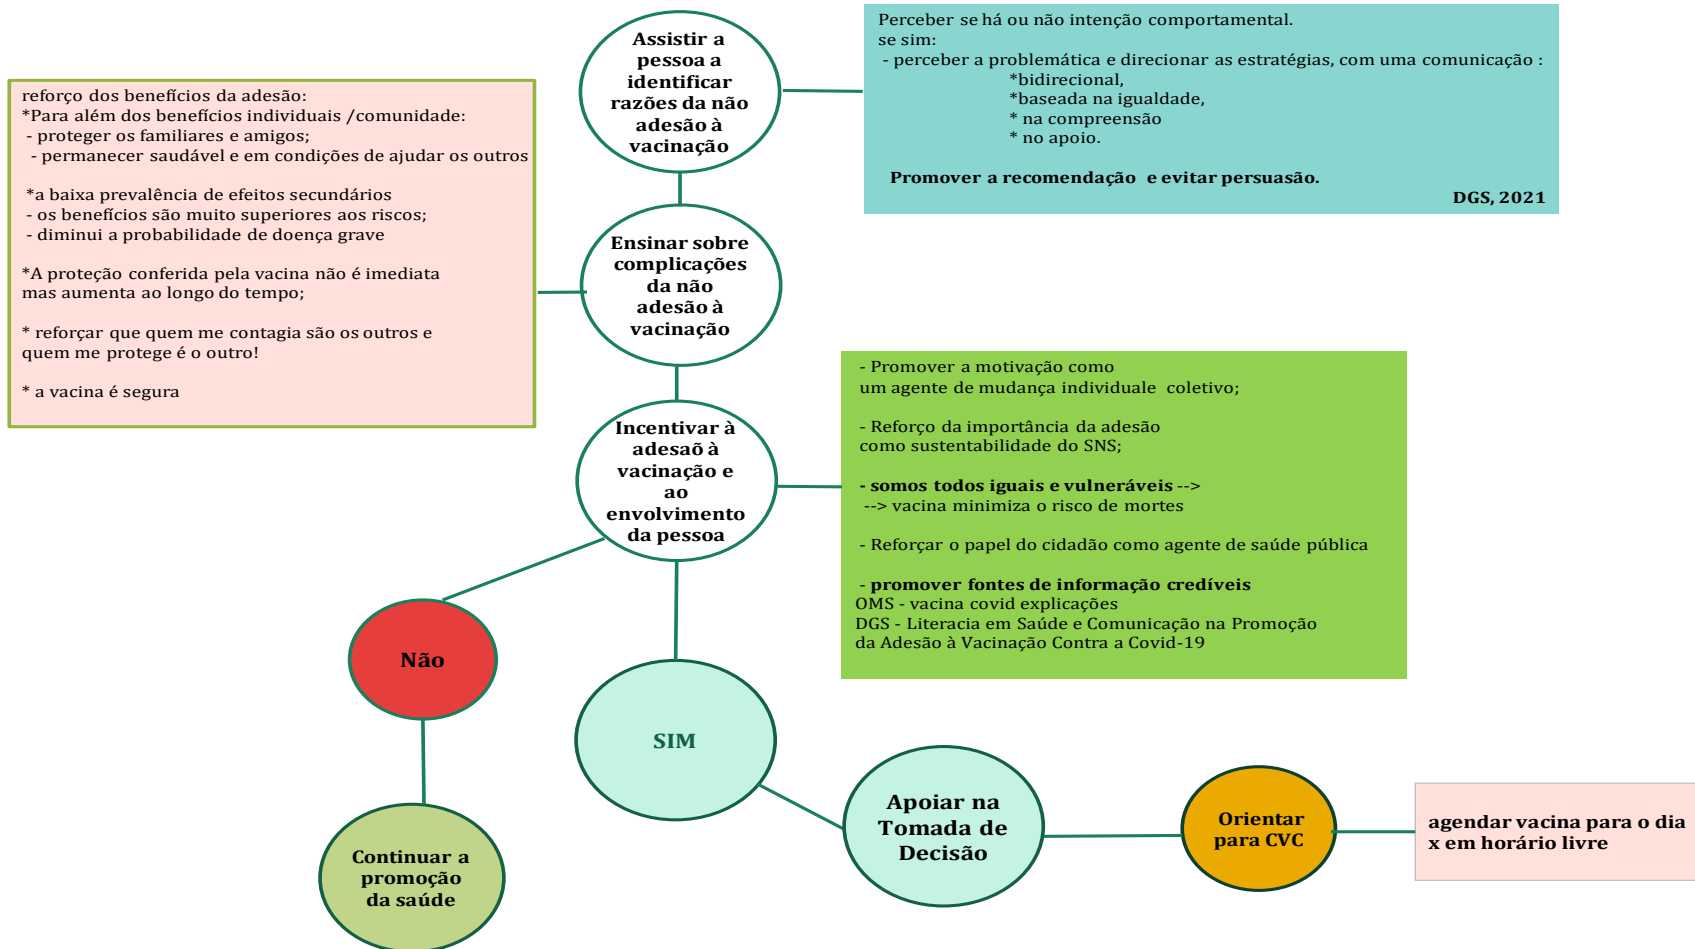 Assistir a
pessoa a
identificar
razões da não
adesão à
vacinação
Perceber se há ou não intenção comportamental.
se sim:
- perceber a problemática e direcionar as estratégias, com uma comunicação :
*bidirecional,
*baseada na igualdade,
* na compreensão
* no apoio.
Promover a recomendação e evitar persuasão.
DGS, 2021
reforço dos benefícios da adesão:
*Para além dos benefícios individuais /comunidade:
- proteger os familiares e amigos;
- permanecer saudável e em condições de ajudar os outros
*a baixa prevalência de efeitos secundários
- os benefícios são muito superiores aos riscos;
- diminui a probabilidade de doença grave
*A proteção conferida pela vacina não é imediata
mas aumenta ao longo do tempo;
* reforçar que quem me contagia são os outros e
quem me protege é o outro!
* a vacina é segura
Ensinar sobre
complicações
da não
adesão à
vacinação
Incentivar à
adesaõ à
vacinação e
ao
envolvimento
da pessoa
- Promover a motivação como
um agente de mudança individuale coletivo;
- Reforço da importância da adesão
como sustentabilidade do SNS;
- somos todos iguais e vulneráveis -->
--> vacina minimiza o risco de mortes
- Reforçar o papel do cidadão como agente de saúde pública
- promover fontes de informação credíveis
OMS - vacina covid explicações
DGS - Literacia em Saúde e Comunicação na Promoção
da Adesão à Vacinação Contra a Covid-19
Não
SIM
Continuar a
promoção
da saúde
Apoiar na
Tomada de
Decisão
Orientar
para CVC
agendar vacina para o dia
x em horário livre